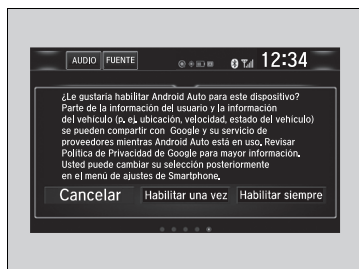 AUDIO FUENTE 12:34
¿Le gustaría habilitar Android Auto para este dispositivo?
Parte de la información del usuario y la información
del vehículo (p. ej. ubicación, velocidad, estado del vehículo)
se pueden compartir con Google y su servicio de
proveedores mientras Android Auto está en uso. Revisar
Política de Privacidad de Google para mayor información.
Usted puede cambiar su selección posteriormente
en el menú de ajustes de Smartphone.
Cancelar Habilitar una vez Habilitar siempre